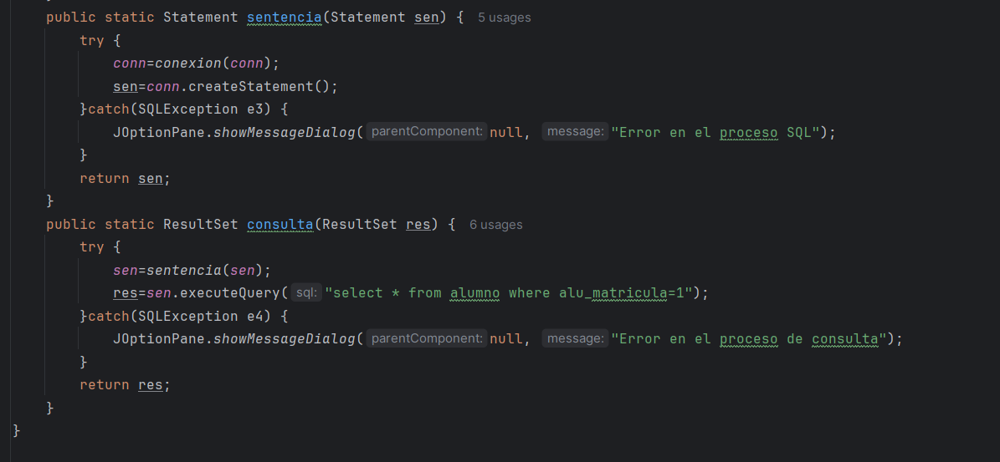 public static Statement sentencia(Statement sen) { 5 usages
try {
conn=conexion(conn);
sen=conn.createStatement();
}catch(SQLException e3) {
JOptionPane.showMessageDialog( parentComponent: null, message: "Error en el proceso SQL");
}
return sen;
}
public static ResultSet consulta(ResultSet res) { 6 usages
try {
sen=sentencia(sen);
res=sen.executeQuery( sql: "select * from alumno where alu_matricula=1");
}catch(SQLException e4) {
JOptionPane.showMessageDialog( parentComponent: null, message: "Error en el proceso de consulta");
}
return res;
}
}